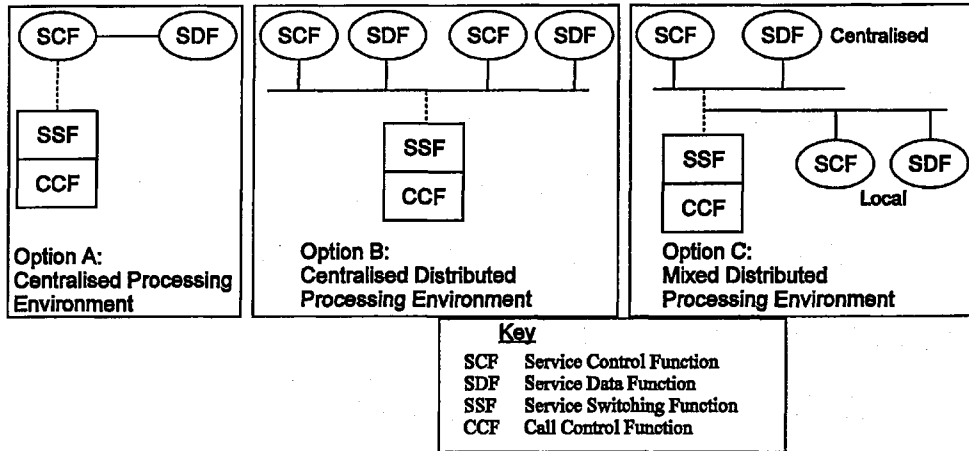 SCF SDF
SSF
CCF
Option A:
Centralised Processing
Environment
SCF SDF SCF SDF
SSF
CCF
Option B:
Centralised Distributed
Processing Environment
SCF SDF Centralised
SSF
CCF
SCF SDF
Local
Option C:
Mixed Distributed
Processing Environment
Key
SCF Service Control Function
SDF Service Data Function
SSF Service Switching Function
CCF Call Control Function